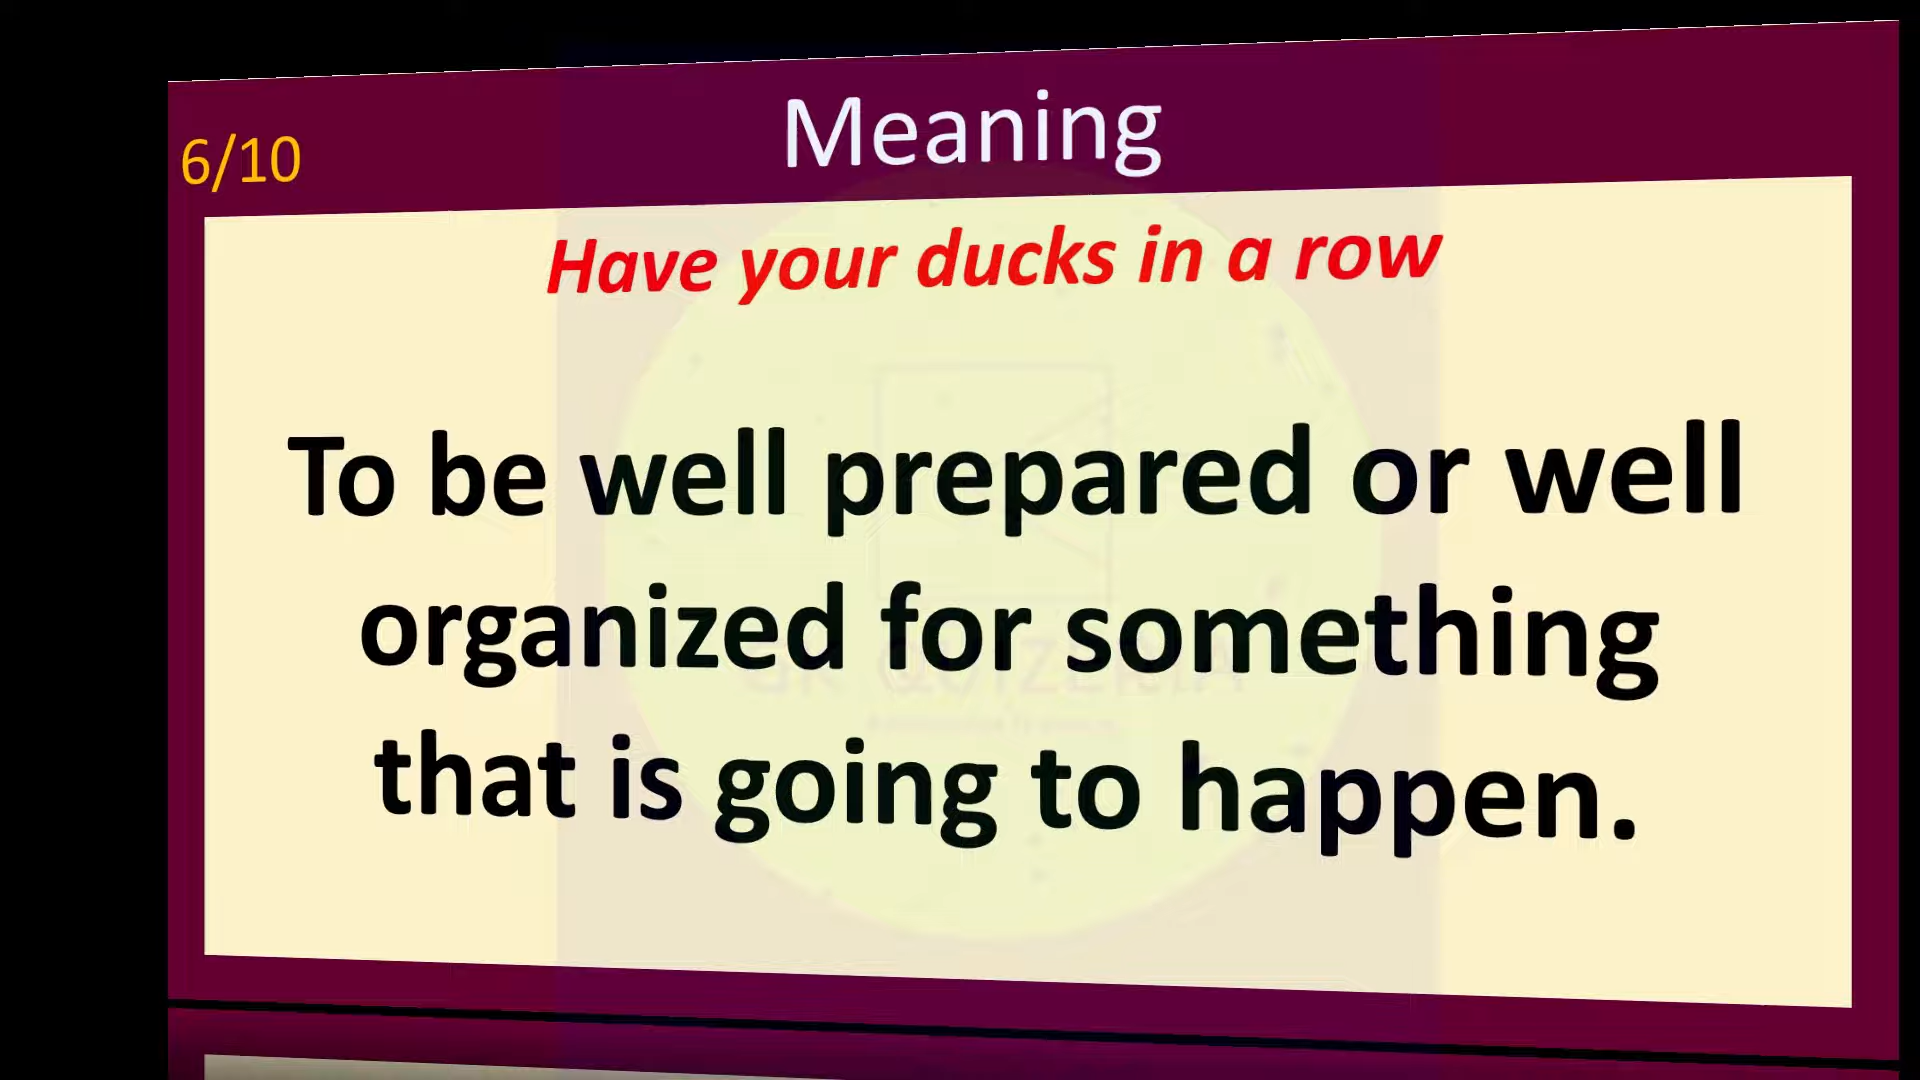 Meaning
6/10
Have your ducks in a row
To be well prepared or well
organized for something
that is going to happen.
QUIZERIA